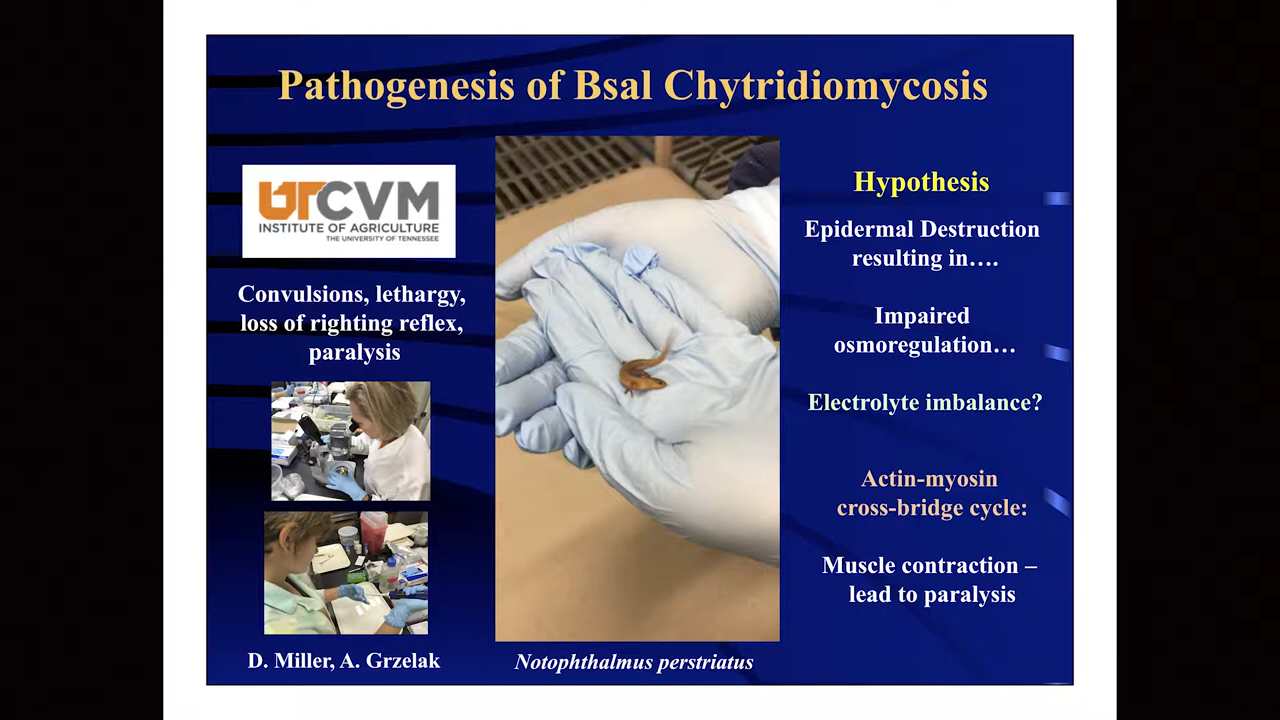 Pathogenesis of Bsal Chytridiomycosis
UTCVM
INSTITUTE OF AGRICULTURE
THE UNIVERSITY OF TENNESSEE
Convulsions, lethargy,
loss of righting reflex,
paralysis
D. Miller, A. Grzelak
Notophthalmus perstriatus
Hypothesis
Epidermal Destruction
resulting in….
Impaired
osmoregulation…
Electrolyte imbalance?
Actin-myosin
cross-bridge cycle:
Muscle contraction –
lead to paralysis